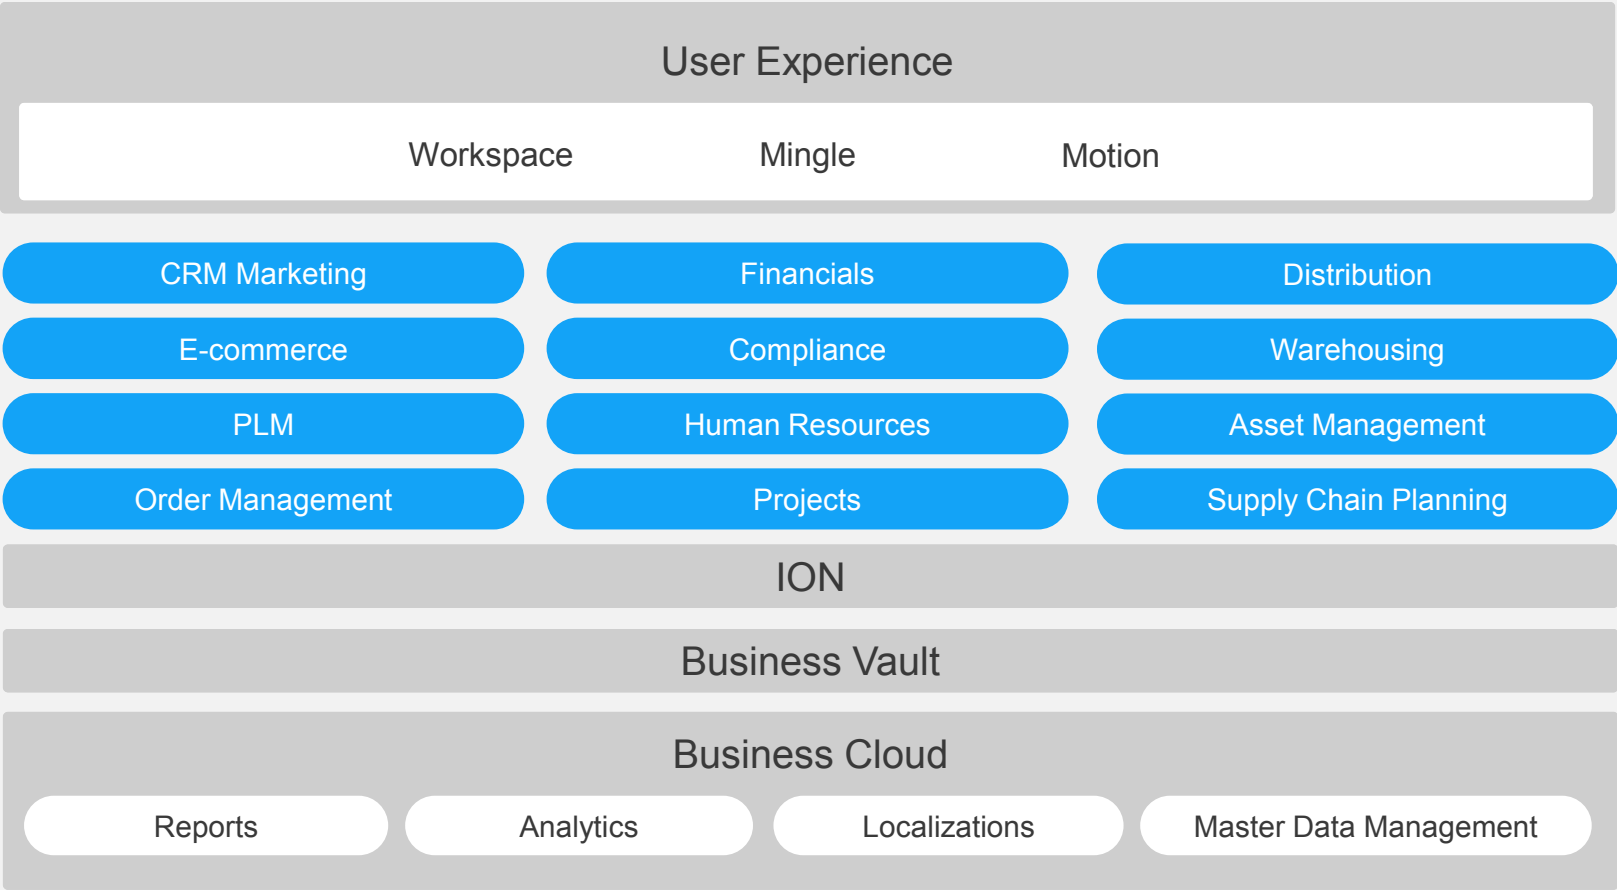 User Experience
Workspace Mingle Motion
CRM Marketing Financials Distribution
E-commerce Compliance Warehousing
PLM Human Resources Asset Management
Order Management Projects Supply Chain Planning
ION
Business Vault
Business Cloud
Reports Analytics Localizations Master Data Management